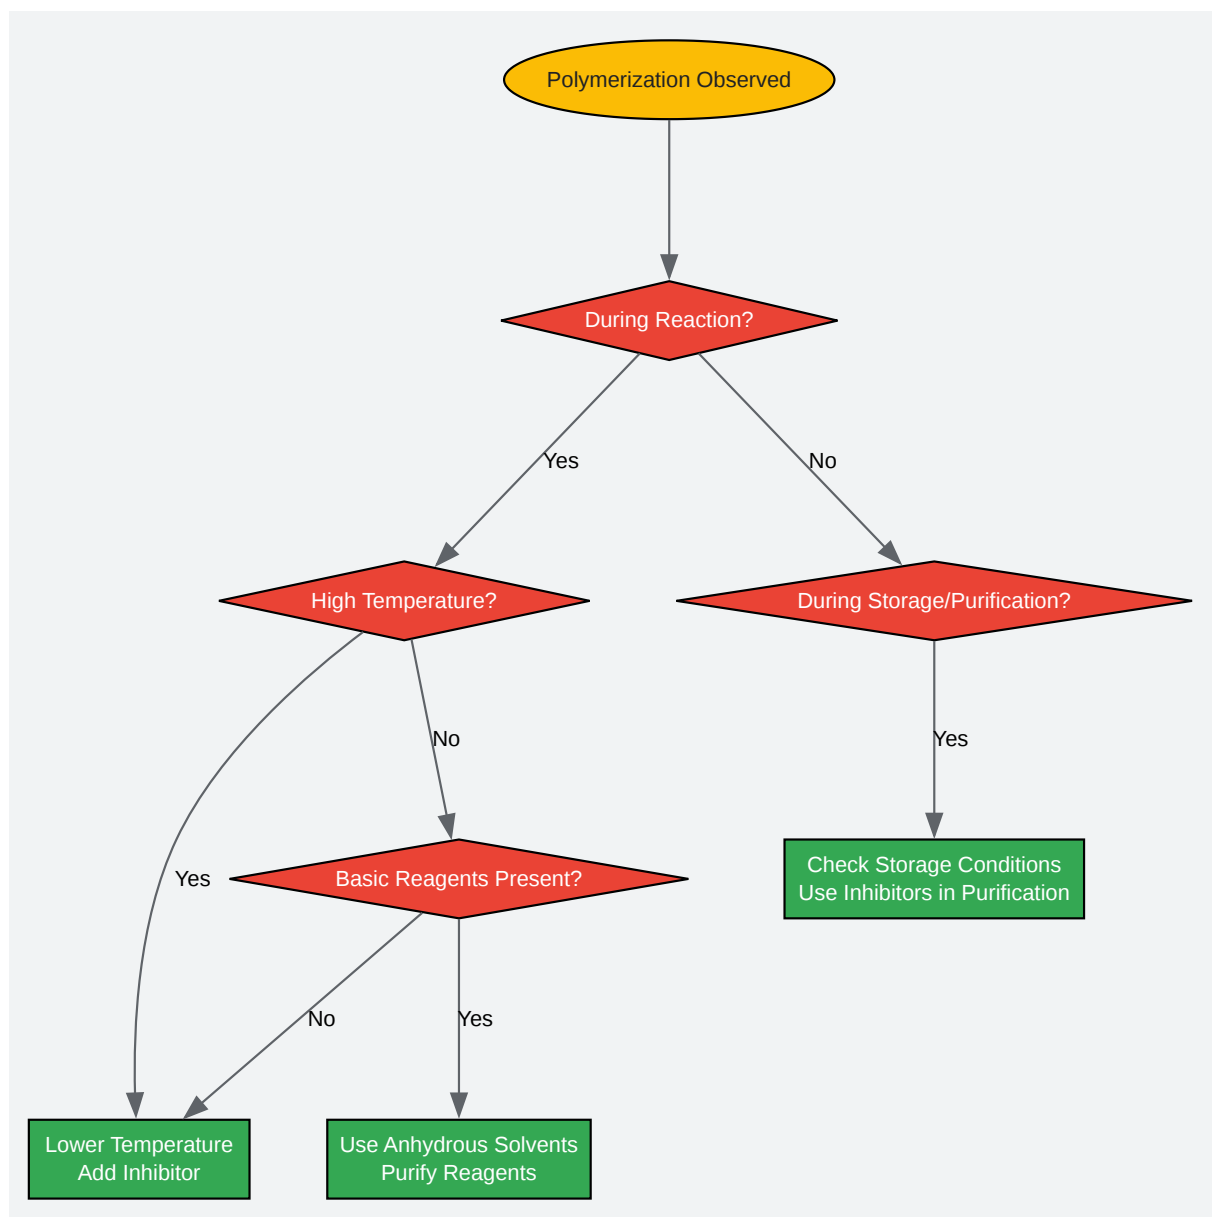 Polymerization Observed
During Reaction?
Yes
No
High Temperature?
During Storage/Purification?
No
Yes
Check Storage Conditions
Use Inhibitors in Purification
Yes
Basic Reagents Present?
No
Yes
Lower Temperature
Add Inhibitor
Use Anhydrous Solvents
Purify Reagents